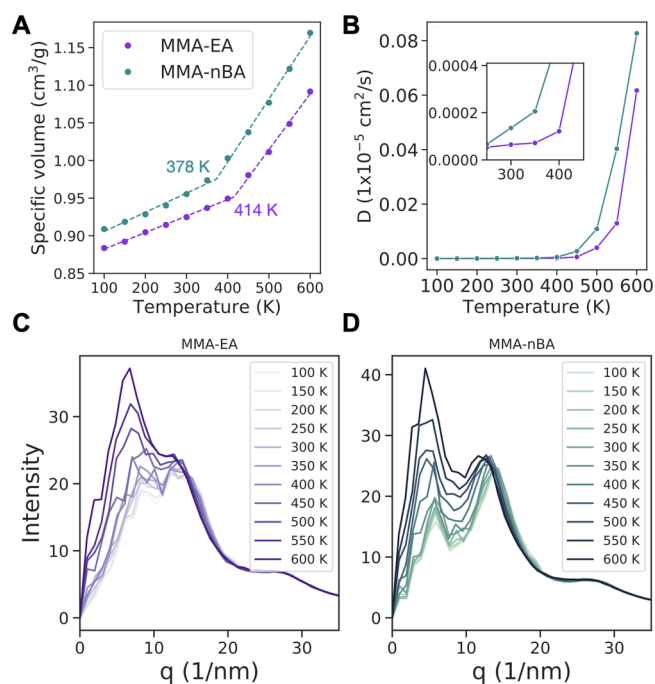 A
Specific volume (cm³/g)
1.15
1.10
1.05
1.00
0.95
0.90
0.85
MMA-EA
MMA-nBA
378 K
414 K
100 200 300 400 500 600
Temperature (K)
B
D (1x10⁻⁵ cm²/s)
0.08
0.06
0.04
0.02
0.00
0.0004
0.0002
0.0000
300 400
100 200 300 400 500 600
Temperature (K)
C
MMA-EA
Intensity
30
20
10
0
100 K
150 K
200 K
250 K
300 K
350 K
400 K
450 K
500 K
550 K
600 K
0 10 20 30
q (1/nm)
D
MMA-nBA
40
30
20
10
0
100 K
150 K
200 K
250 K
300 K
350 K
400 K
450 K
500 K
550 K
600 K
0 10 20 30
q (1/nm)